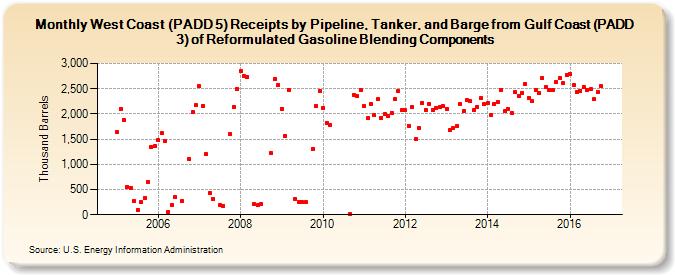 Monthly West Coast (PADD 5) Receipts by Pipeline, Tanker, and Barge from Gulf Coast (PADD
3) of Reformulated Gasoline Blending Components
Thousand Barrels
3,000
2,500
2,000
1,500
1,000
500
0
2006 2008 2010 2012 2014 2016
Source: U.S. Energy Information Administration